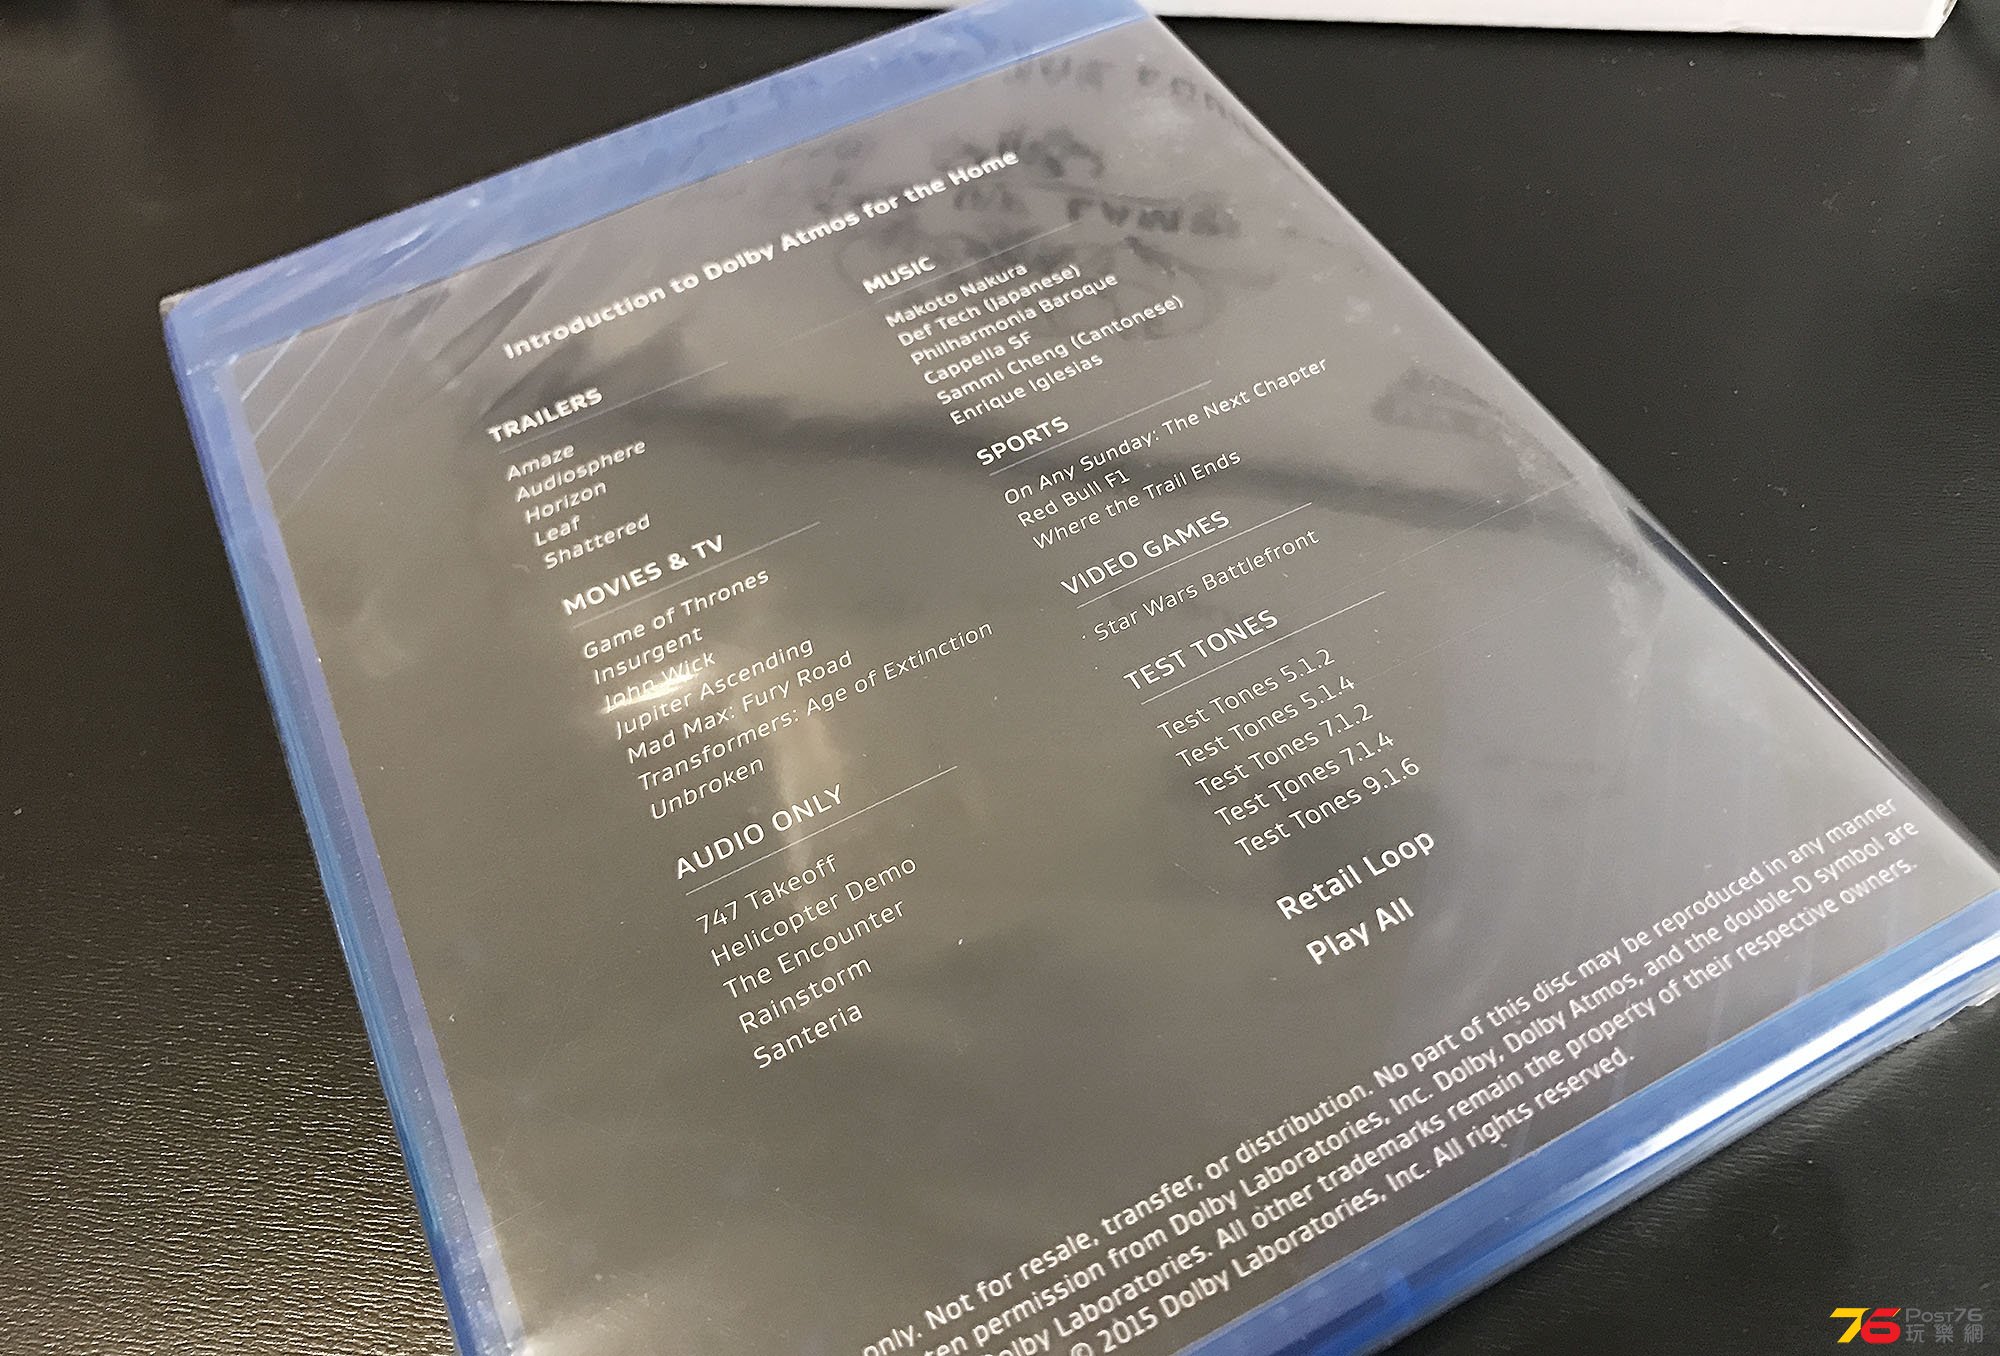 Introduction to Dolby Atmos for the Home
TRAILERS
Amaze
Audiosphere
Horizon
Leaf
Shattered
MOVIES & TV
Game of Thrones
Insurgent
John Wick
Jupiter Ascending
Mad Max: Fury Road
Transformers: Age of Extinction
Unbroken
AUDIO ONLY
747 Takeoff
Helicopter Demo
The Encounter
Rainstorm
Santeria
MUSIC
Makoto Nakura
Def Tech (Japanese)
Philharmonia Baroque
Cappella SF
Sammi Cheng (Cantonese)
Enrique Iglesias
SPORTS
On Any Sunday: The Next Chapter
Red Bull F1
Where the Trail Ends
VIDEO GAMES
Star Wars Battlefront
TEST TONES
Test Tones 5.1.2
Test Tones 5.1.4
Test Tones 7.1.2
Test Tones 7.1.4
Test Tones 9.1.6
Retail Loop
Play All
only. Not for resale, transfer, or distribution. No part of this disc may be reproduced in any manner
permission from Dolby Laboratories, Inc. Dolby, Dolby Atmos, and the double-D symbol are
Dolby Laboratories. All other trademarks remain the property of their respective owners.
© 2015 Dolby Laboratories, Inc. All rights reserved.
76 POST76
玩樂網